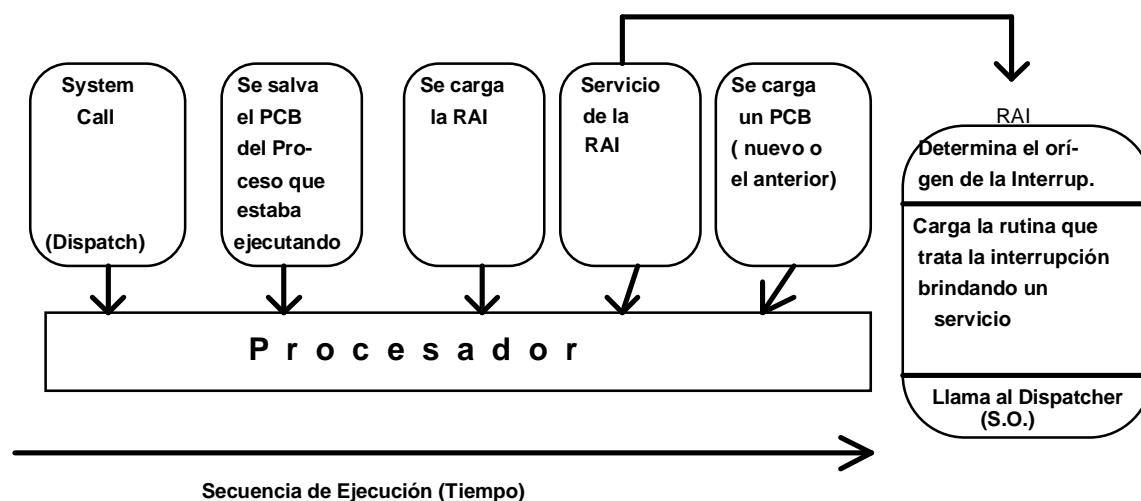 System
Call
(Dispatch)
Se salva
el PCB
del Pro-
ceso que
estaba
ejecutando
Se carga
la RAI
Servicio
de la
RAI
Se carga
un PCB
( nuevo o
el anterior)
RAI
Determina el orí-
gen de la Interrup.
Carga la rutina que
trata la interrupción
brindando un
servicio
Llama al Dispatcher
(S.O.)
P r o c e s a d o r
Secuencia de Ejecución (Tiempo)